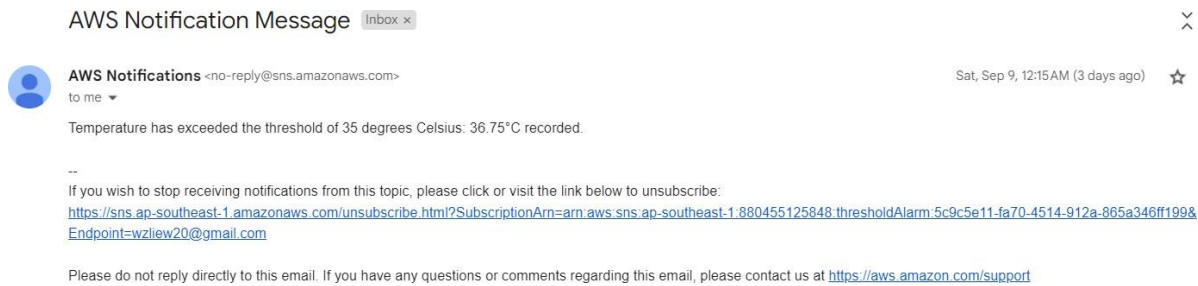 AWS Notification Message Inbox ×
AWS Notifications <no-reply@sns.amazonaws.com> Sat, Sep 9, 12:15 AM (3 days ago)
to me
Temperature has exceeded the threshold of 35 degrees Celsius: 36.75°C recorded.
--
If you wish to stop receiving notifications from this topic, please click or visit the link below to unsubscribe:
https://sns.ap-southeast-1.amazonaws.com/unsubscribe.html?SubscriptionArn=arn:aws:sns:ap-southeast-1:880455125848:thresholdAlarm:5c9c5e11-fa70-4514-912a-865a346ff199&
Endpoint=wzliew20@gmail.com
Please do not reply directly to this email. If you have any questions or comments regarding this email, please contact us at https://aws.amazon.com/support